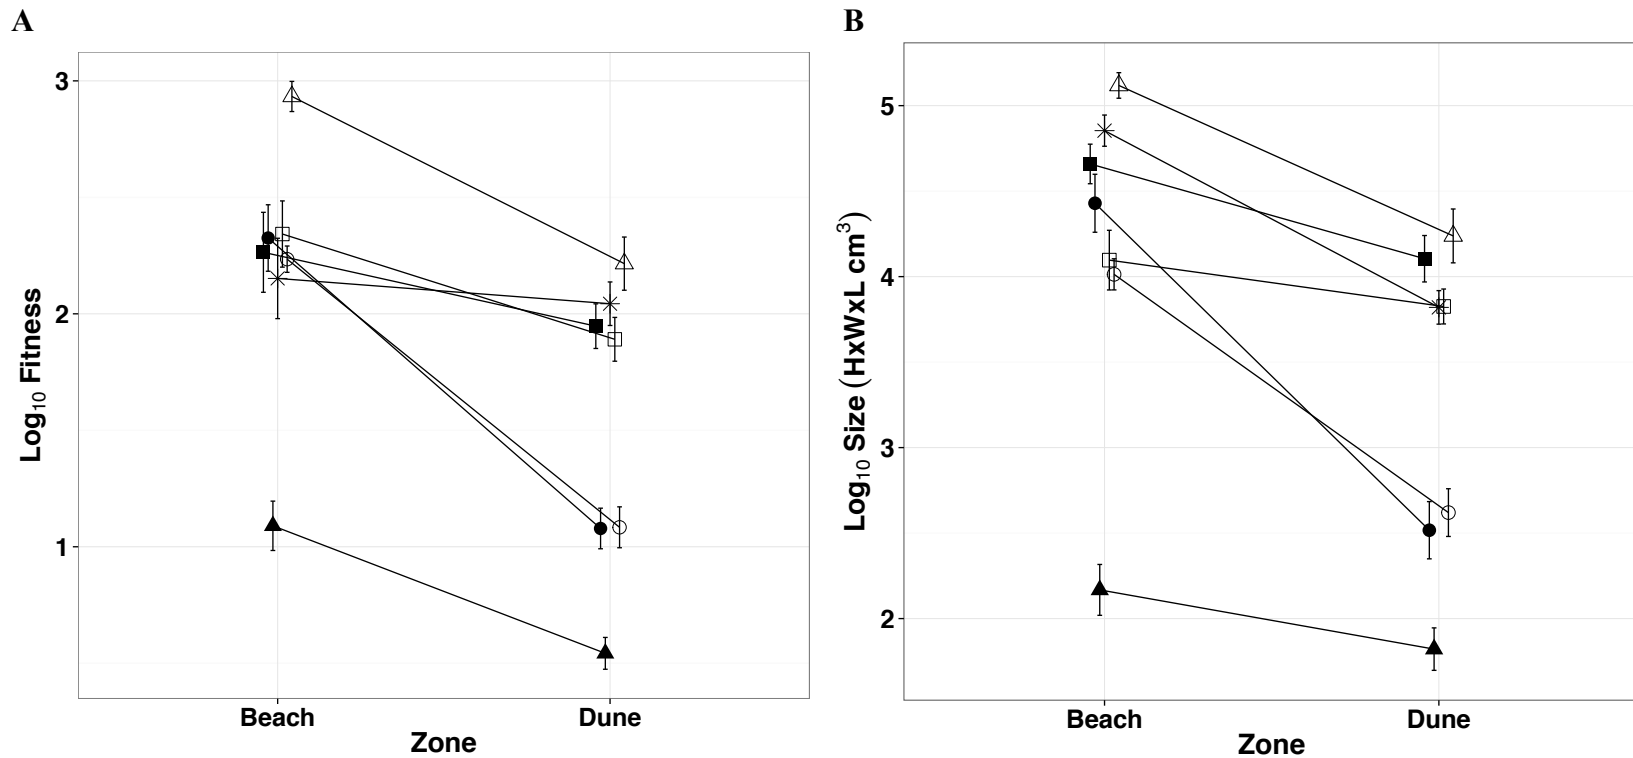 A
3
2
1
Log10 Fitness
Beach
Dune
Zone
B
5
4
3
2
Log10 Size (HxWxL cm3)
Beach
Dune
Zone